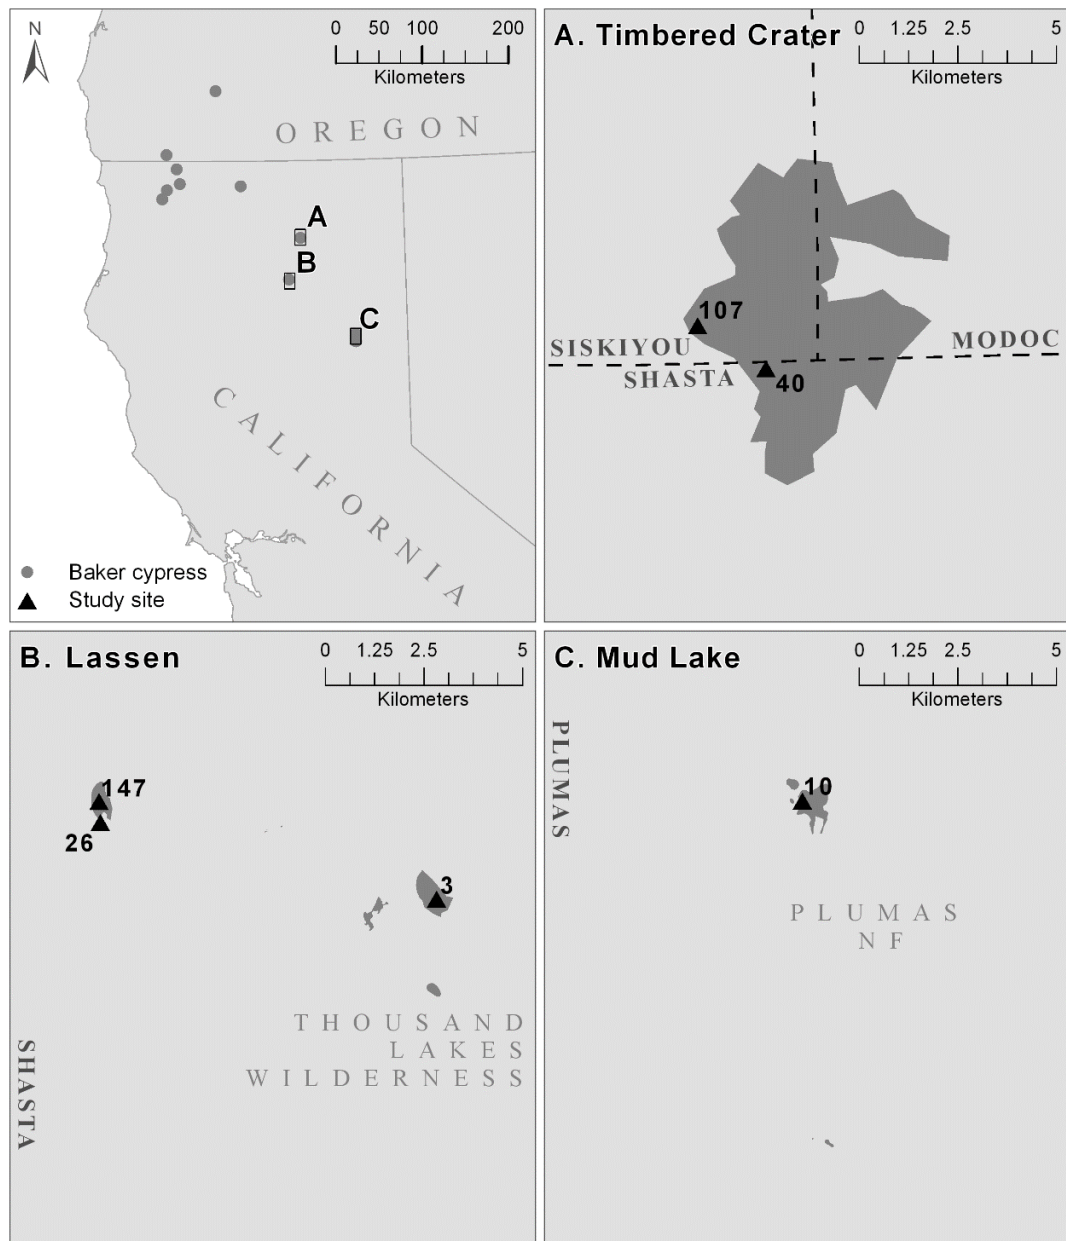 N
0 50 100 200
Kilometers
OREGON
A
B
C
CALIFORNIA
Baker cypress
Study site
A. Timbered Crater
0 1.25 2.5 5
Kilometers
107
SISKIYOU
MODOC
SHASTA
40
B. Lassen
0 1.25 2.5 5
Kilometers
147
26
3
THOUSAND
LAKES
WILDERNESS
SHASTA
C. Mud Lake
0 1.25 2.5 5
Kilometers
PLUMAS
10
PLUMAS
NF